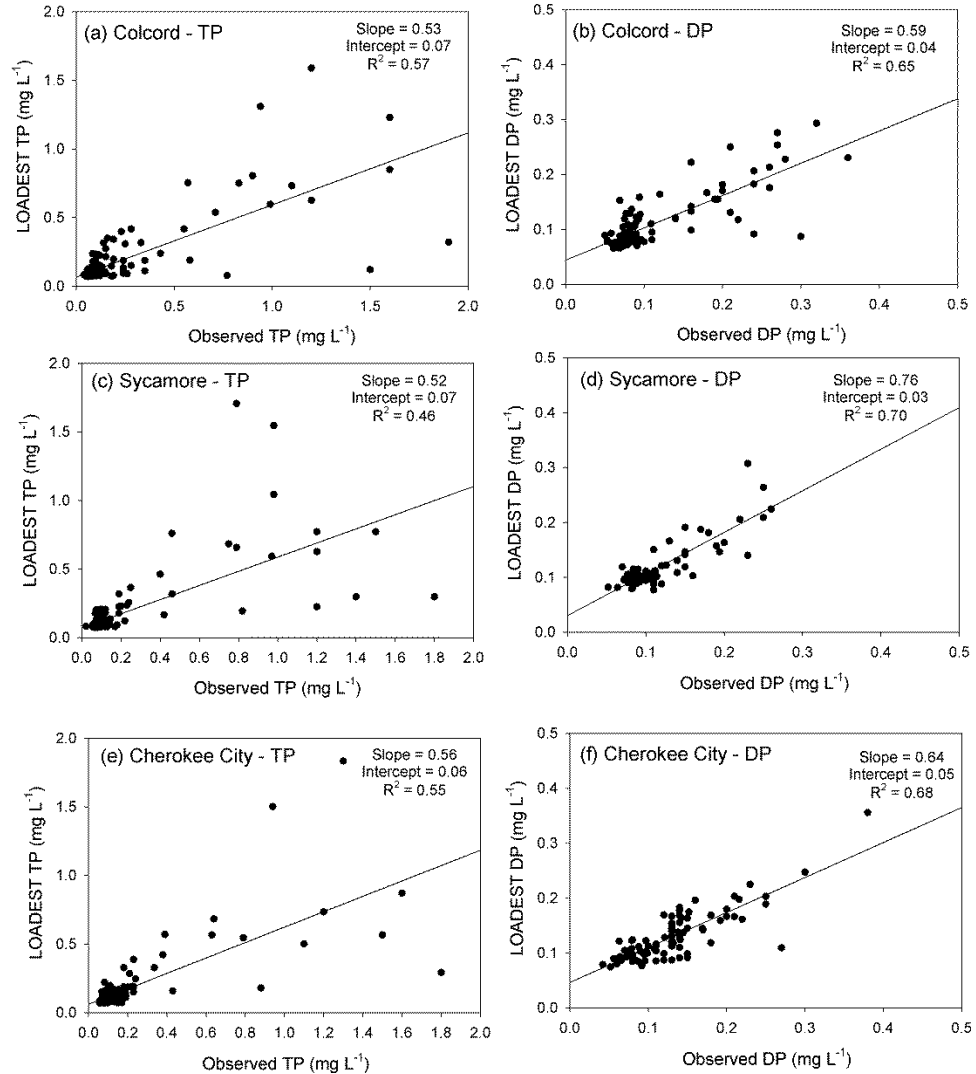 (a) Colcord - TP
Slope = 0.53
Intercept = 0.07
R² = 0.57
LOADEST TP (mg L⁻¹)
2.0
1.5
1.0
0.5
0.0
0.0 0.5 1.0 1.6 2.0
Observed TP (mg L⁻¹)
(b) Colcord - DP
Slope = 0.59
Intercept = 0.04
R² = 0.65
LOADEST DP (mg L⁻¹)
0.5
0.4
0.3
0.2
0.1
0.0
0.0 0.1 0.2 0.3 0.4 0.5
Observed DP (mg L⁻¹)
(c) Sycamore - TP
Slope = 0.52
Intercept = 0.07
R² = 0.46
LOADEST TP (mg L⁻¹)
2.0
1.5
1.0
0.5
0.0
0.0 0.2 0.4 0.6 0.8 1.0 1.2 1.4 1.6 1.8 2.0
Observed TP (mg L⁻¹)
(d) Sycamore - DP
Slope = 0.76
Intercept = 0.03
R² = 0.70
LOADEST DP (mg L⁻¹)
0.5
0.4
0.3
0.2
0.1
0.0
0.0 0.1 0.2 0.3 0.4 0.5
Observed DP (mg L⁻¹)
(e) Cherokee City - TP
Slope = 0.56
Intercept = 0.06
R² = 0.55
LOADEST TP (mg L⁻¹)
2.0
1.5
1.0
0.5
0.0
0.0 0.2 0.4 0.6 0.8 1.0 1.2 1.4 1.6 1.8 2.0
Observed TP (mg L⁻¹)
(f) Cherokee City - DP
Slope = 0.64
Intercept = 0.05
R² = 0.68
LOADEST DP (mg L⁻¹)
0.5
0.4
0.3
0.2
0.1
0.0
0.0 0.1 0.2 0.3 0.4 0.5
Observed DP (mg L⁻¹)